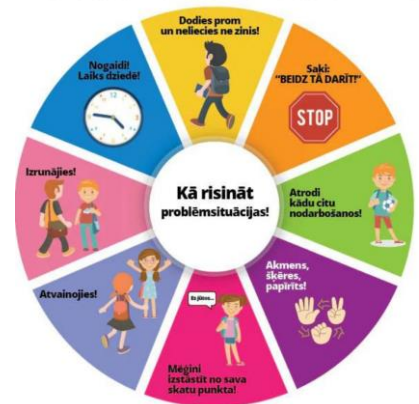 Dodies prom
un neliecies ne zinis!
Saki:
"BEIDZ TĀ DARĪT!"
STOP
Atrodi
kādu citu
nodarbošanos!
Akmens,
šķēres,
papīrīts!
Es jūtos...
Mēģini
izstāstīt no sava
skatu punkta!
Atvainojies!
Izrunājies!
Nogaidi!
Laiks dziedē!
Kā risināt
problēmsituācijas!